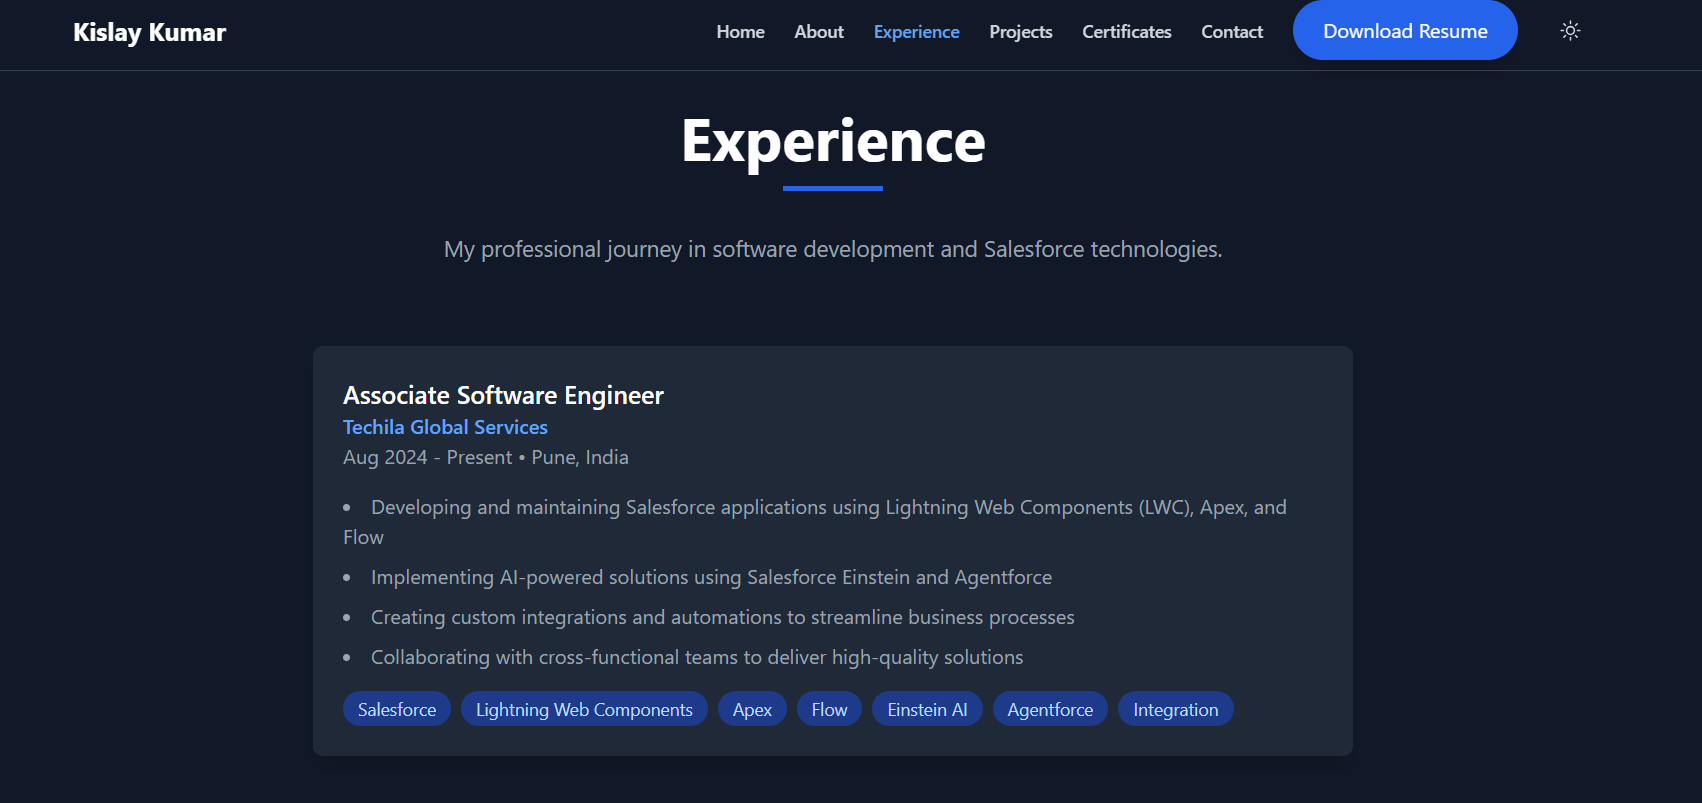 Kislay Kumar
Home
About
Experience
Projects
Certificates
Contact
Download Resume
Experience
My professional journey in software development and Salesforce technologies.
Associate Software Engineer
Techila Global Services
Aug 2024 - Present • Pune, India
• Developing and maintaining Salesforce applications using Lightning Web Components (LWC), Apex, and
Flow
• Implementing AI-powered solutions using Salesforce Einstein and Agentforce
• Creating custom integrations and automations to streamline business processes
• Collaborating with cross-functional teams to deliver high-quality solutions
Salesforce
Lightning Web Components
Apex
Flow
Einstein AI
Agentforce
Integration